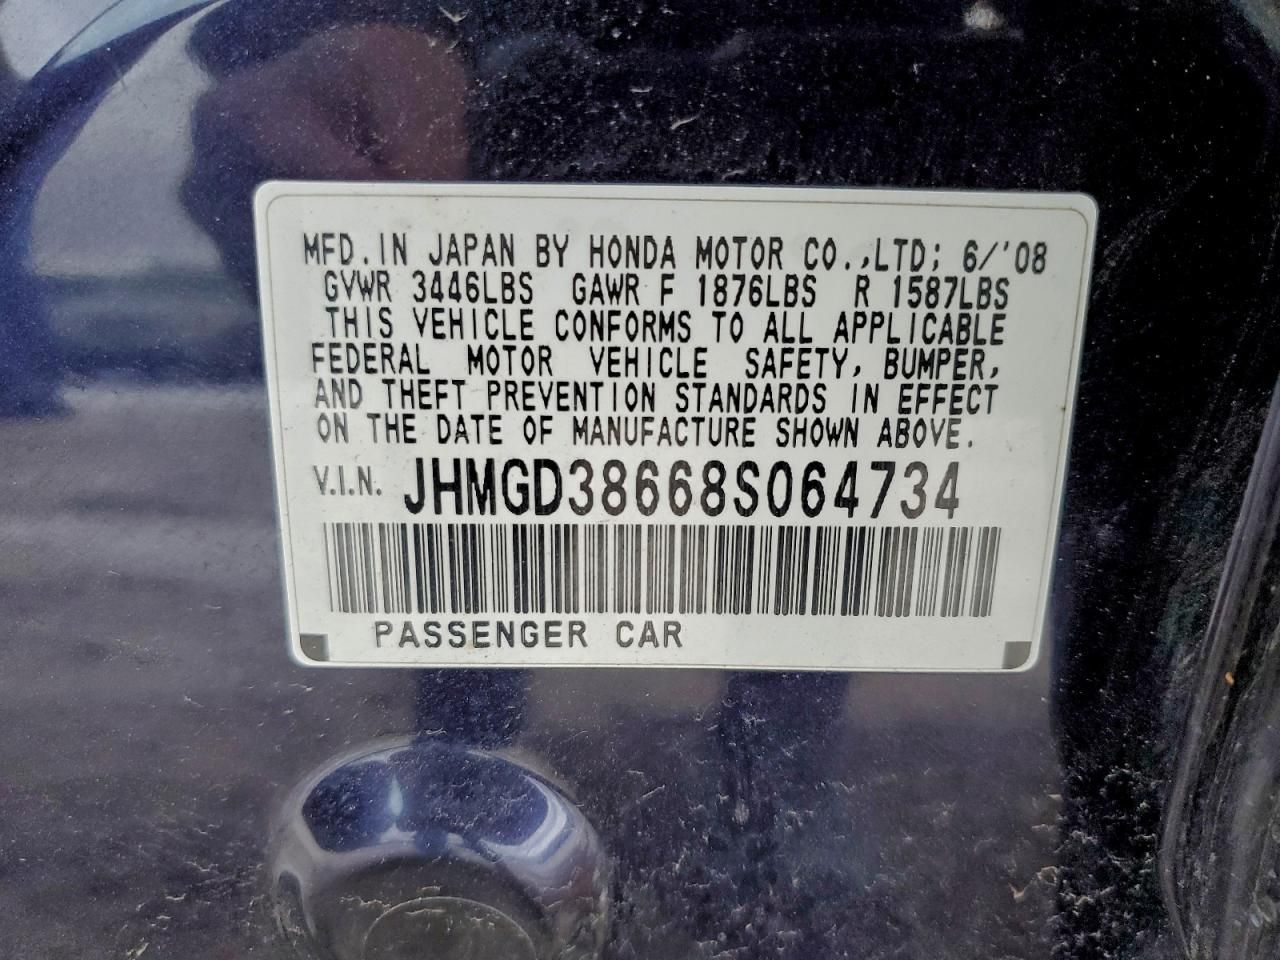 MFD. IN JAPAN BY HONDA MOTOR CO.,LTD; 6/'08
GVWR 3446LBS GAWR F 1876LBS R 1587LBS
THIS VEHICLE CONFORMS TO ALL APPLICABLE
FEDERAL MOTOR VEHICLE SAFETY, BUMPER,
AND THEFT PREVENTION STANDARDS IN EFFECT
ON THE DATE OF MANUFACTURE SHOWN ABOVE.
V.I.N. JHMGD38668S064734
PASSENGER CAR